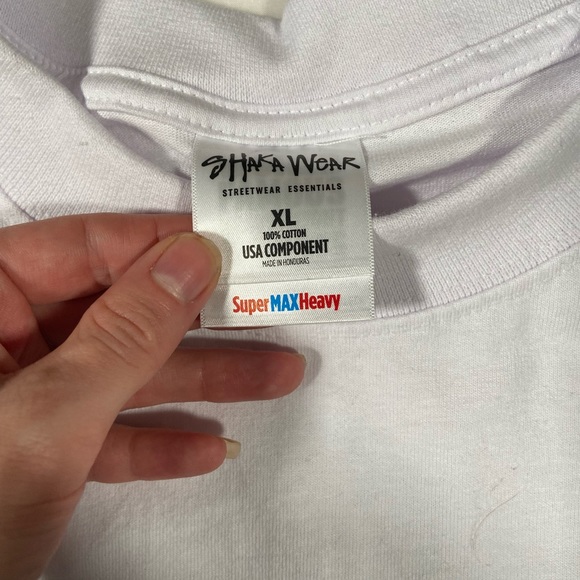 SHAKA WEAR
STREETWEAR ESSENTIALS
XL
100% COTTON
USA COMPONENT
MADE IN HONDURAS
SuperMAXHeavy